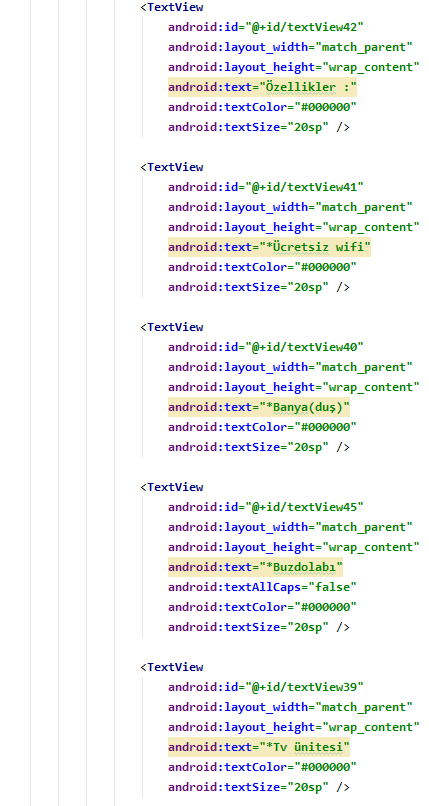 <TextView
android:id="@+id/textView42"
android:layout_width="match_parent"
android:layout_height="wrap_content"
android:text="Özellikler :"
android:textColor="#000000"
android:textSize="20sp" />
<TextView
android:id="@+id/textView41"
android:layout_width="match_parent"
android:layout_height="wrap_content"
android:text="*Ücretsiz wifi"
android:textColor="#000000"
android:textSize="20sp" />
<TextView
android:id="@+id/textView40"
android:layout_width="match_parent"
android:layout_height="wrap_content"
android:text="*Banya(duş)"
android:textColor="#000000"
android:textSize="20sp" />
<TextView
android:id="@+id/textView45"
android:layout_width="match_parent"
android:layout_height="wrap_content"
android:text="*Buzdolabı"
android:textAllCaps="false"
android:textColor="#000000"
android:textSize="20sp" />
<TextView
android:id="@+id/textView39"
android:layout_width="match_parent"
android:layout_height="wrap_content"
android:text="*Tv ünitesi"
android:textColor="#000000"
android:textSize="20sp" />